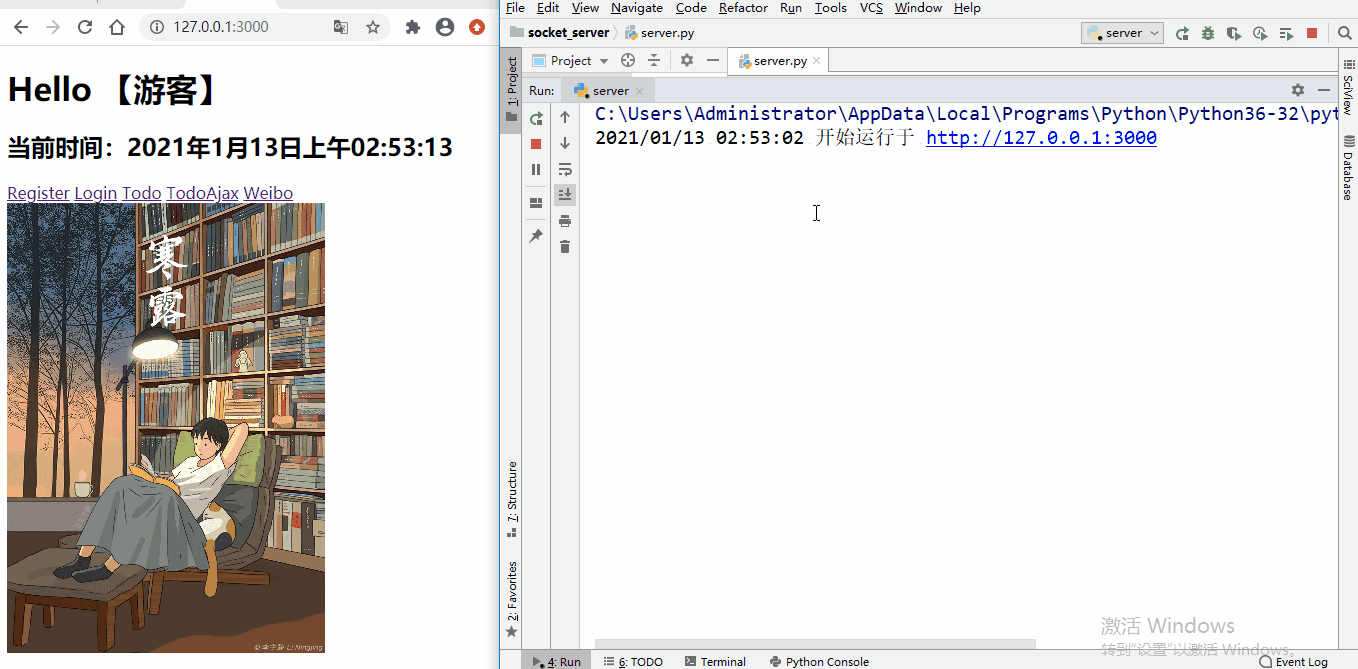 127.0.0.1:3000
Hello 【游客】
当前时间：2021年1月13日上午02:53:13
Register Login Todo TodoAjax Weibo
寒露
©李宁静 Li Ningjing
File Edit View Navigate Code Refactor Run Tools VCS Window Help
socket_server server.py
server
Project
server.py
1: Project
Run: server
C:\Users\Administrator\AppData\Local\Programs\Python\Python36-32\pyt
2021/01/13 02:53:02 开始运行于 http://127.0.0.1:3000
SciView
Database
7: Structure
2: Favorites
激活 Windows
转到"设置"以激活 Windows。
4: Run 6: TODO Terminal Python Console
Event Log